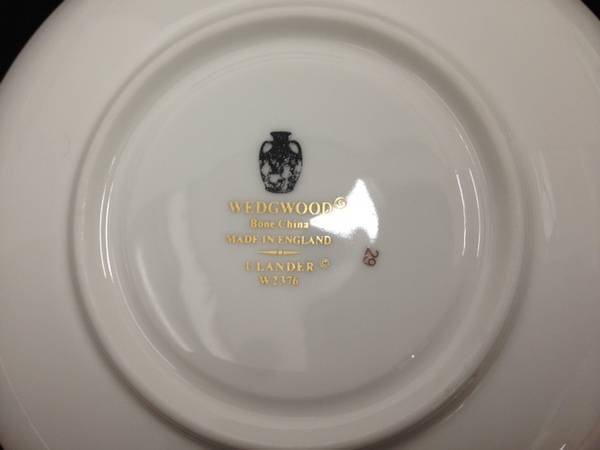 WEDGWOOD®
Bone China
MADE IN ENGLAND
ULANDER ©
W2376
29